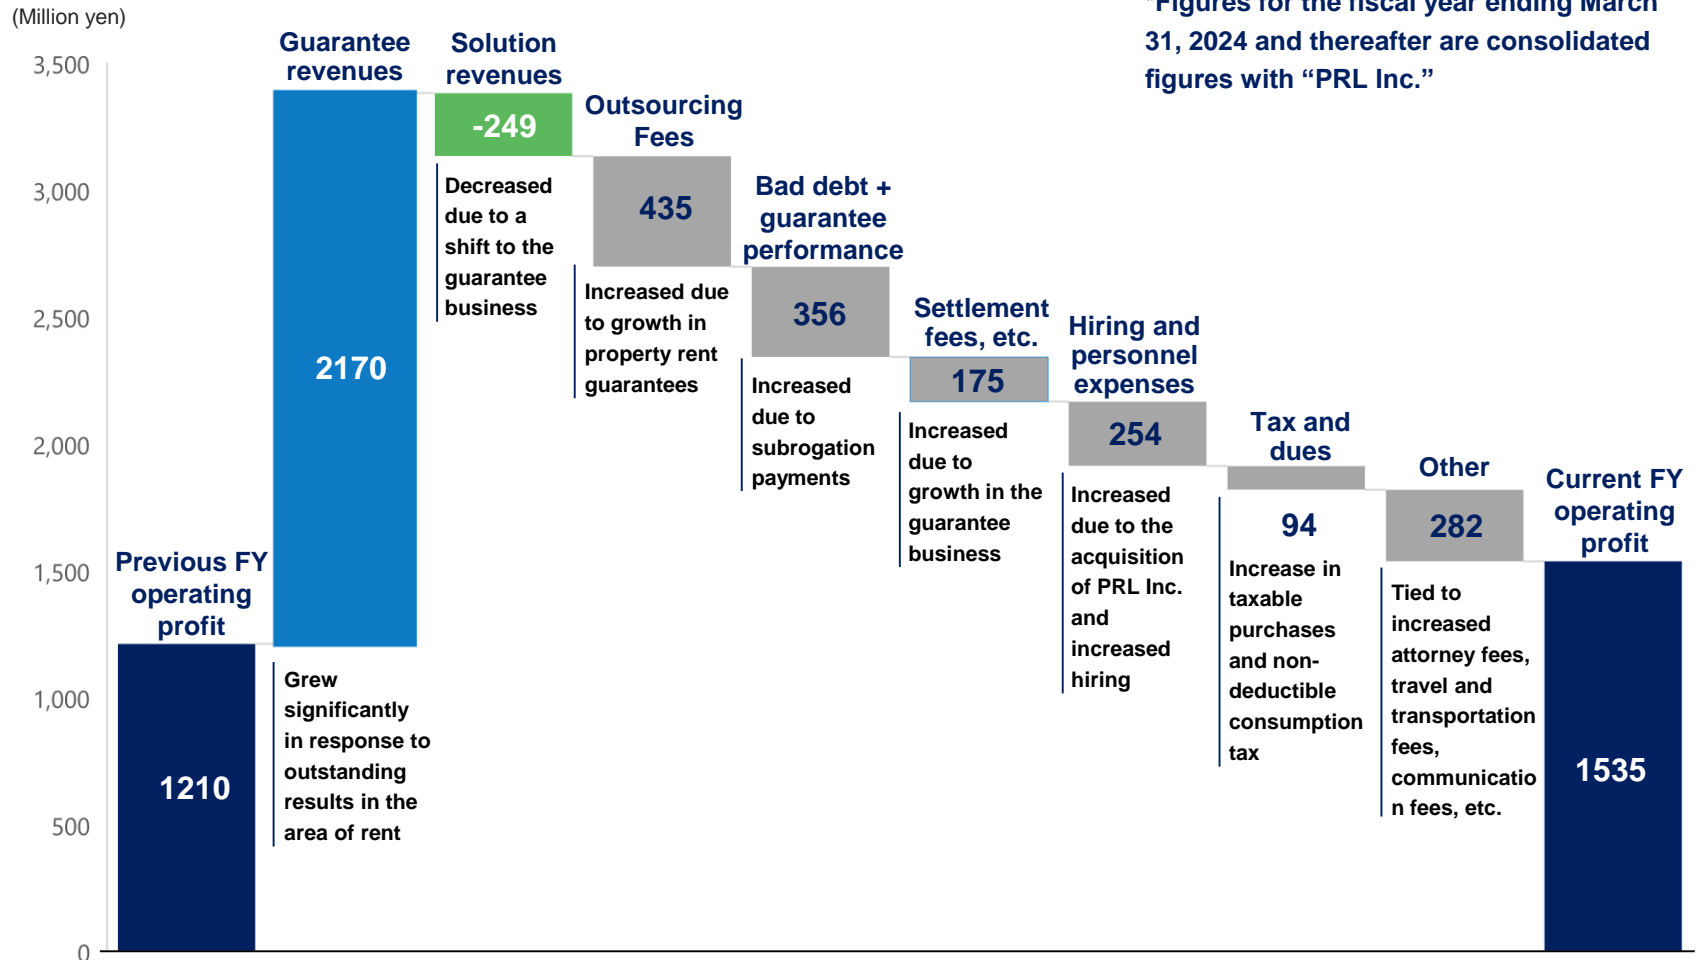 (Million yen)
*Figures for the fiscal year ending March
31, 2024 and thereafter are consolidated
figures with “PRL Inc.”
3,500
3,000
2,500
2,000
1,500
1,000
500
0
Previous FY
operating
profit
1210
Guarantee
revenues
2170
Grew
significantly
in response to
outstanding
results in the
area of rent
Solution
revenues
-249
Decreased
due to a
shift to the
guarantee
business
Outsourcing
Fees
435
Increased due
to growth in
property rent
guarantees
Bad debt +
guarantee
performance
356
Increased
due to
subrogation
payments
Settlement
fees, etc.
175
Increased
due to
growth in the
guarantee
business
Hiring and
personnel
expenses
254
Increased
due to the
acquisition
of PRL Inc.
and
increased
hiring
Tax and
dues
94
Increase in
taxable
purchases
and non-
deductible
consumption
tax
Other
282
Tied to
increased
attorney fees,
travel and
transportation
fees,
communicatio
n fees, etc.
Current FY
operating
profit
1535